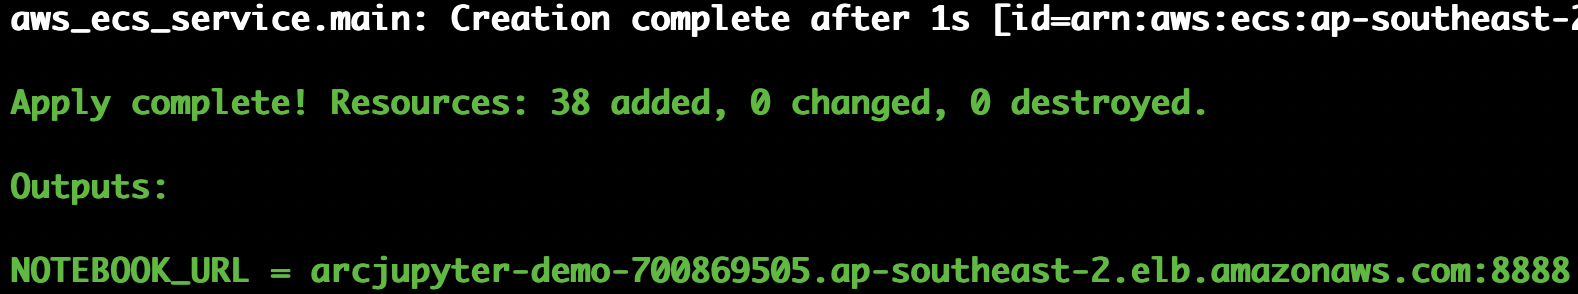 aws_ecs_service.main: Creation complete after 1s [id=arn:aws:ecs:ap-southeast-2
Apply complete! Resources: 38 added, 0 changed, 0 destroyed.
Outputs:
NOTEBOOK_URL = arcjupyter-demo-700869505.ap-southeast-2.elb.amazonaws.com:8888